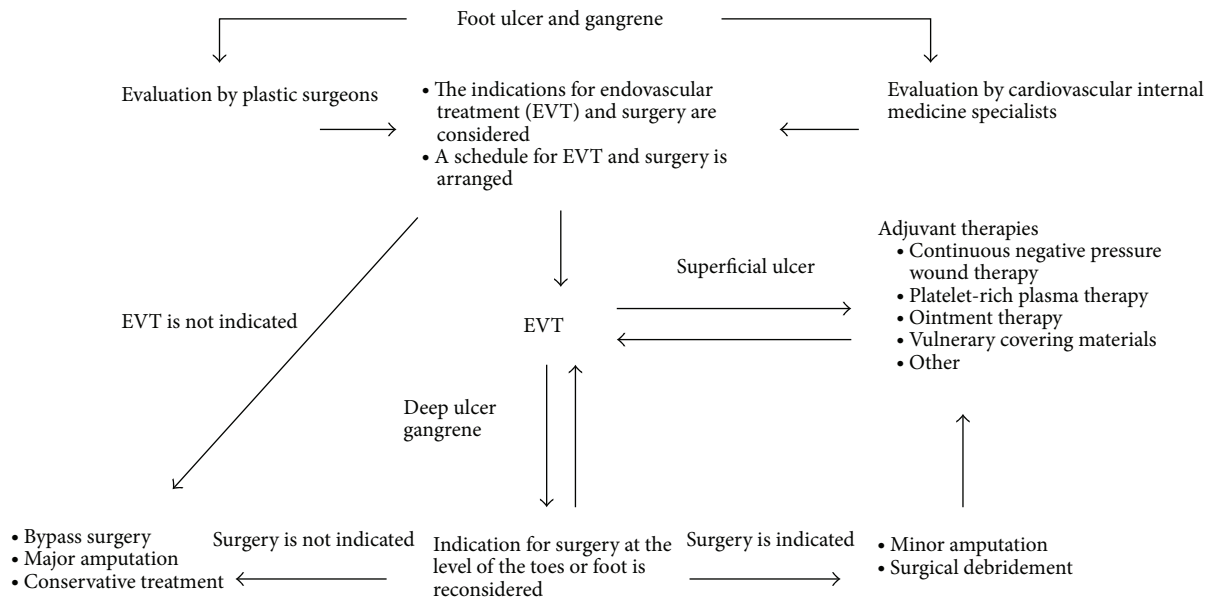 Foot ulcer and gangrene
Evaluation by plastic surgeons
• The indications for endovascular
treatment (EVT) and surgery are
considered
• A schedule for EVT and surgery is
arranged
Evaluation by cardiovascular internal
medicine specialists
Adjuvant therapies
• Continuous negative pressure
wound therapy
• Platelet-rich plasma therapy
• Ointment therapy
• Vulnerary covering materials
• Other
Superficial ulcer
EVT is not indicated
EVT
Deep ulcer
gangrene
• Bypass surgery
• Major amputation
• Conservative treatment
Surgery is not indicated
Indication for surgery at the
level of the toes or foot is
reconsidered
Surgery is indicated
• Minor amputation
• Surgical debridement